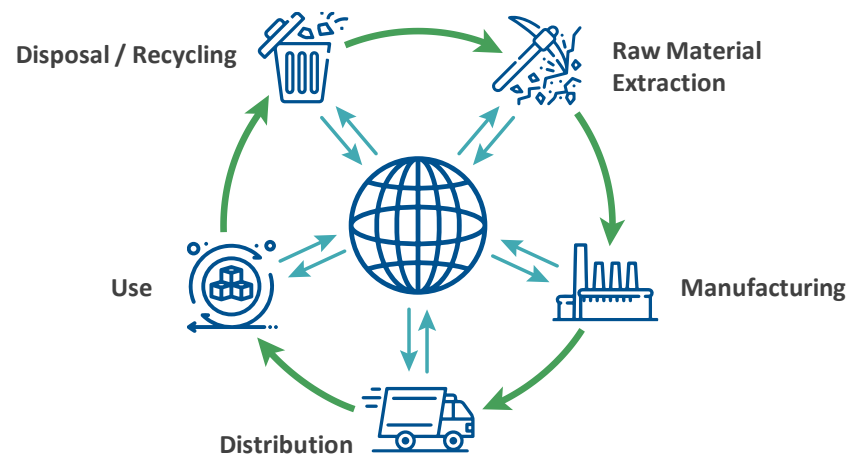 Disposal / Recycling
Raw Material
Extraction
Use
Manufacturing
Distribution